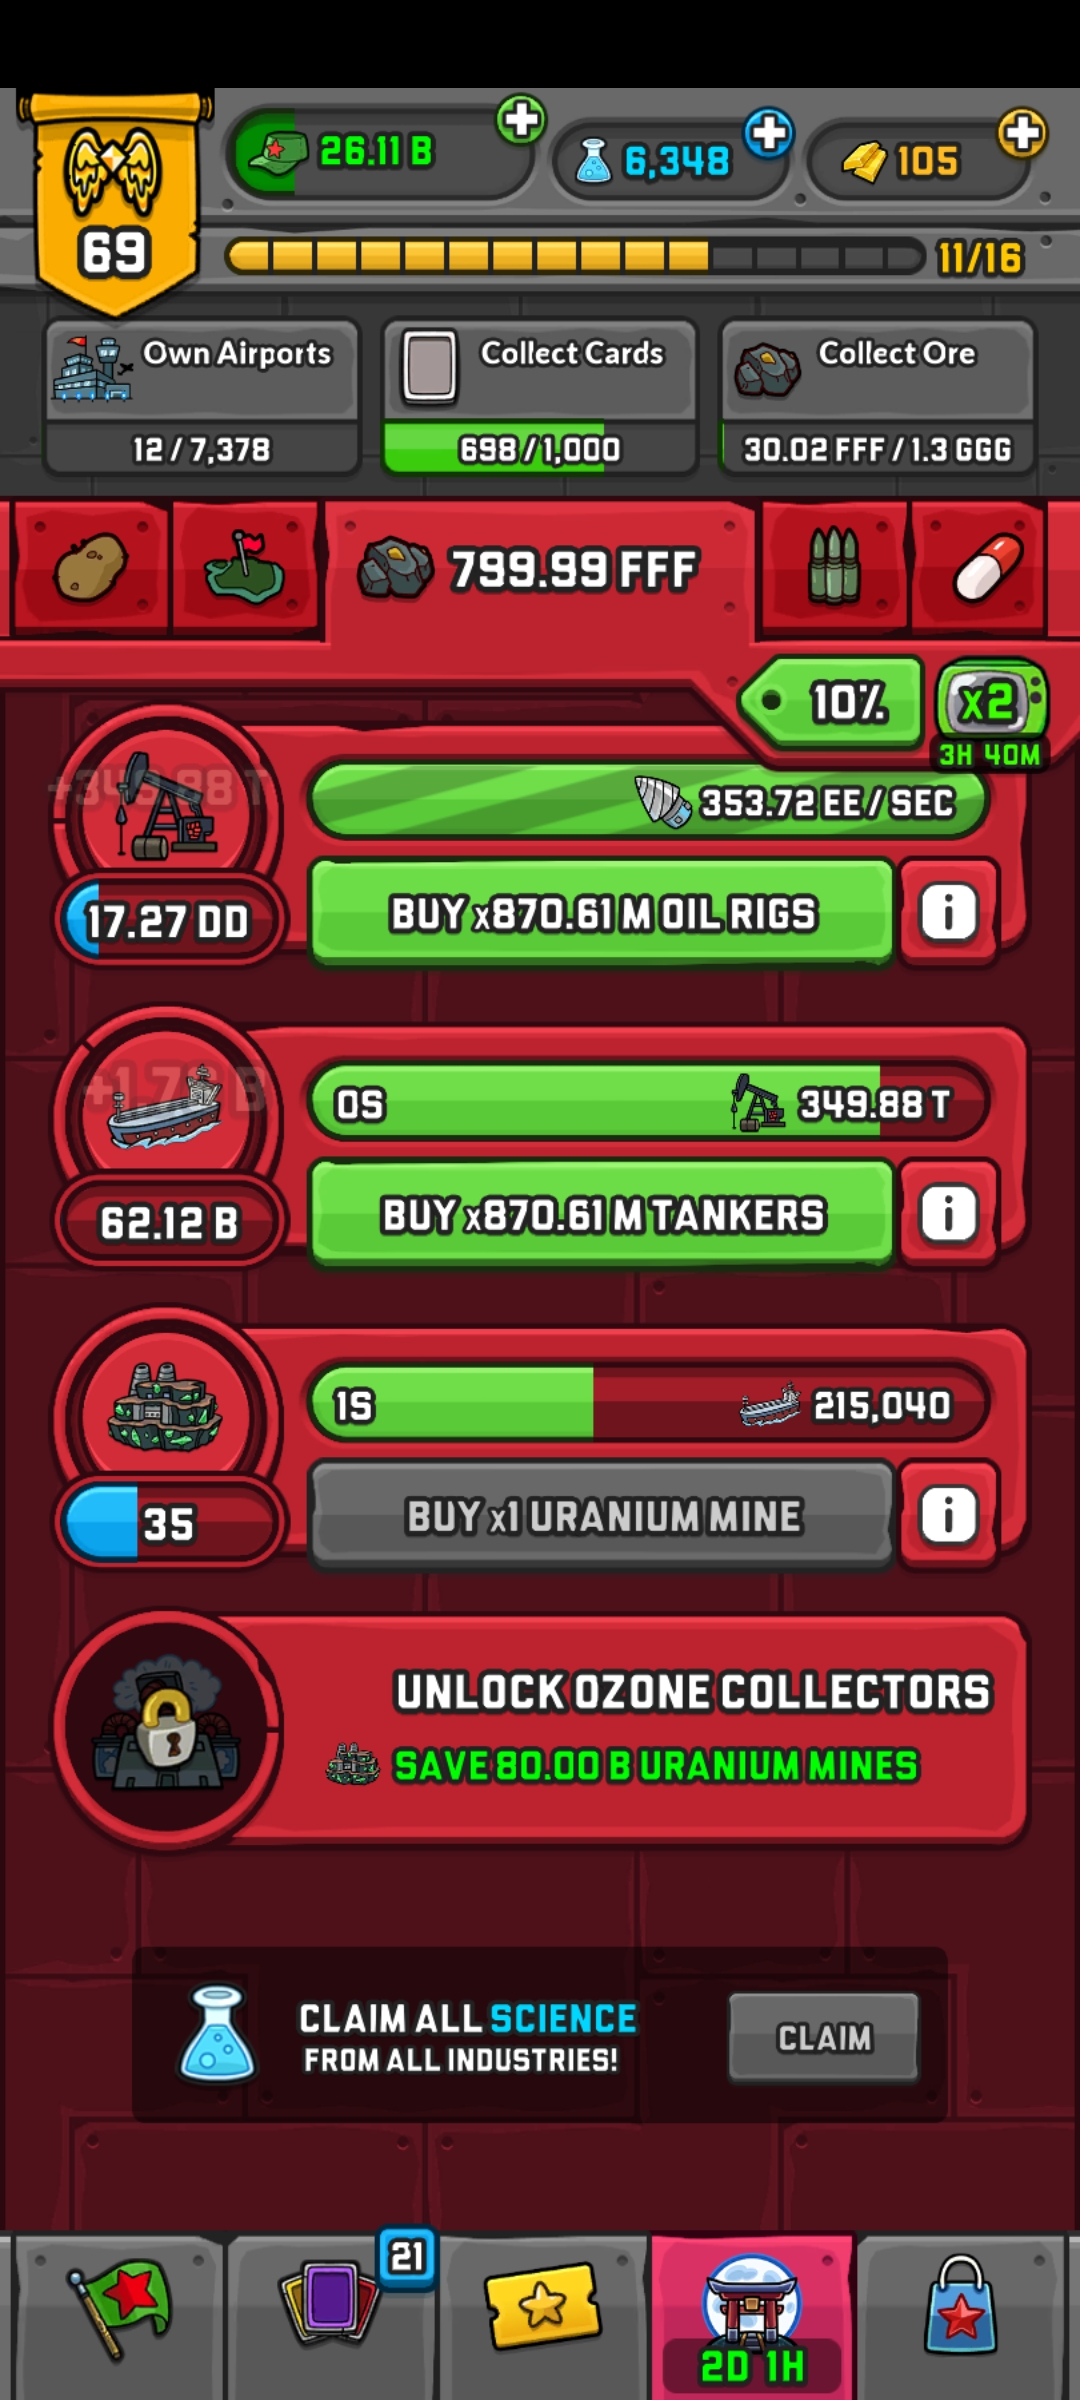 69
26.11 B
6,348
105
11/16
Own Airports
12 / 7,378
Collect Cards
698 / 1,000
Collect Ore
30.02 FFF / 1.3 GGG
799.99 FFF
10%
x2
3H 40M
+349.88 T
353.72 EE / SEC
17.27 DD
BUY x870.61 M OIL RIGS
i
0S
349.88 T
62.12 B
BUY x870.61 M TANKERS
i
1S
215,040
35
BUY x1 URANIUM MINE
i
UNLOCK OZONE COLLECTORS
SAVE 80.00 B URANIUM MINES
CLAIM ALL SCIENCE
FROM ALL INDUSTRIES!
CLAIM
21
2D 1H